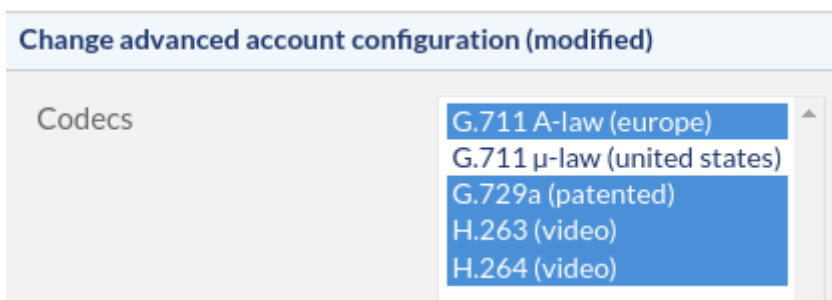 Change advanced account configuration (modified)
Codecs
G.711 A-law (europe)
G.711 µ-law (united states)
G.729a (patented)
H.263 (video)
H.264 (video)